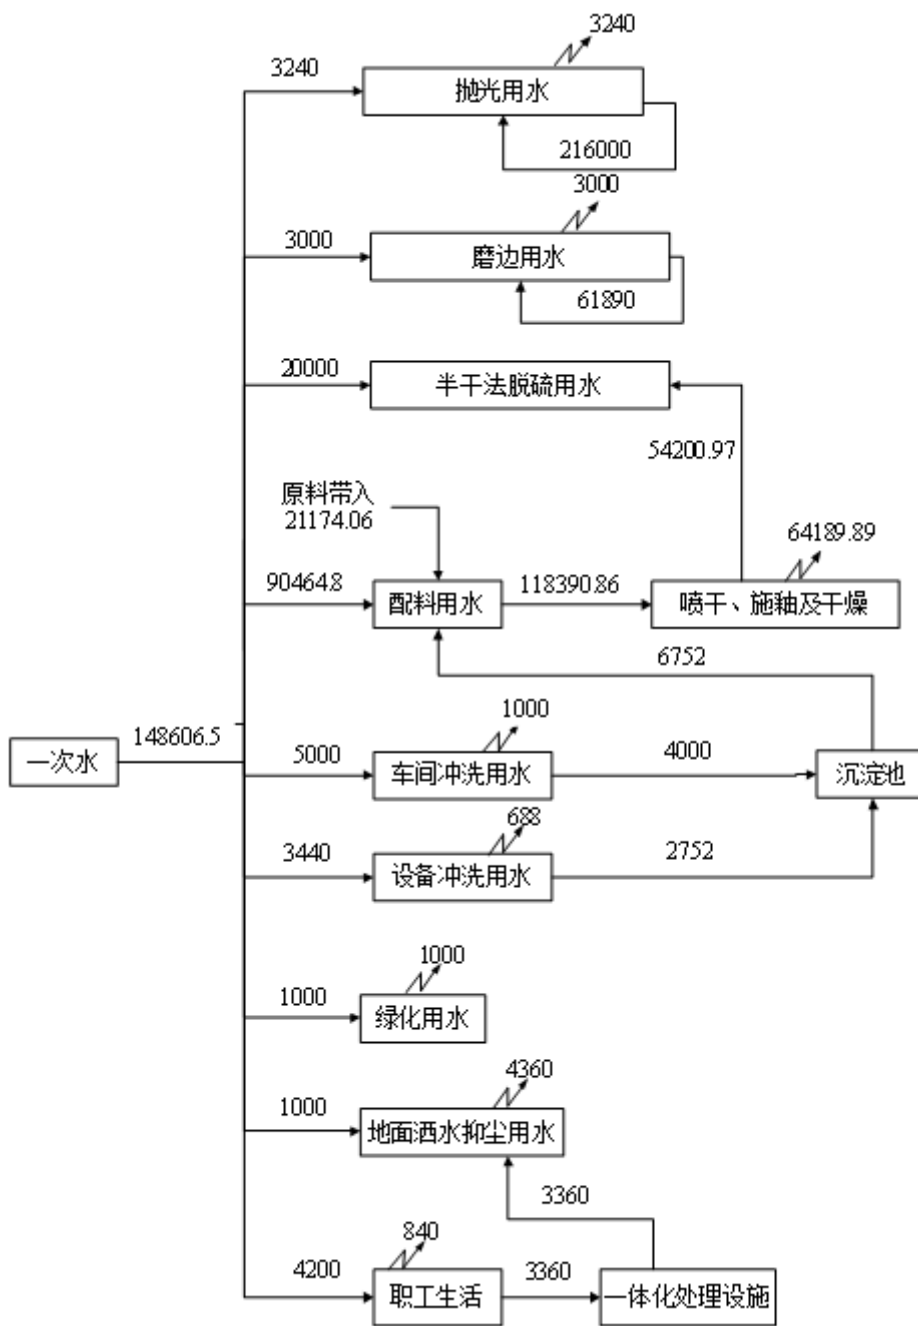 3240
3240
抛光用水
216000
3000
3000
磨边用水
61890
20000
半干法脱硫用水
54200.97
原料带入
21174.06
64189.89
90464.8
配料用水
118390.86
喷干、施釉及干燥
6752
1000
148606.5
一次水
5000
车间冲洗用水
4000
沉淀池
688
3440
设备冲洗用水
2752
1000
1000
绿化用水
4360
1000
地面洒水抑尘用水
3360
840
4200
职工生活
3360
一体化处理设施